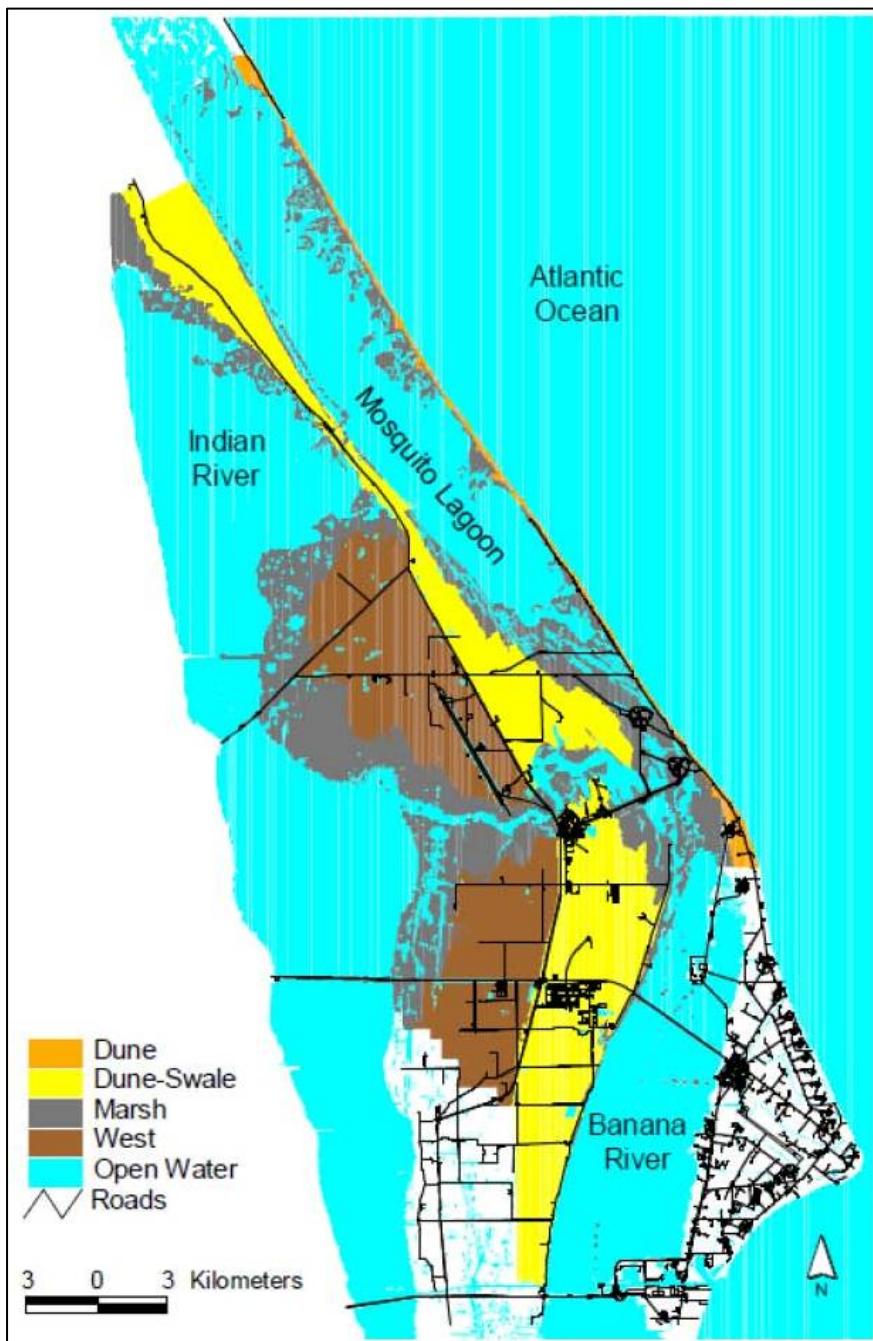 Atlantic
Ocean
Mosquito Lagoon
Indian
River
Banana
River
Dune
Dune-Swale
Marsh
West
Open Water
Roads
3 0 3 Kilometers
N